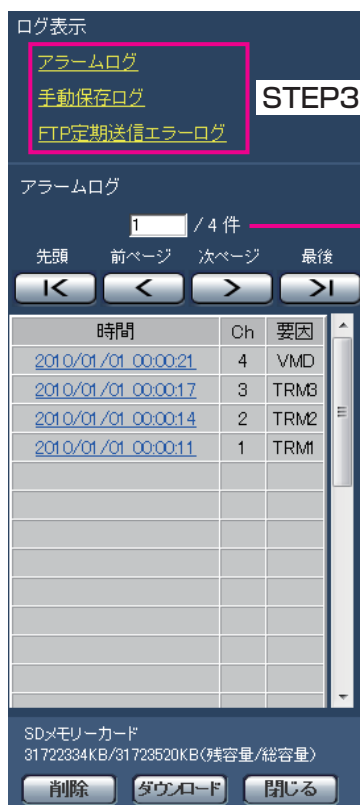 ログ表示
アラームログ
手動保存ログ
STEP3
FTP定期送信エラーログ
アラームログ
1 / 4 件
先頭 前ページ 次ページ 最後
時間 Ch 要因
2010/01/01 00:00:21 4 VMD
2010/01/01 00:00:17 3 TRM3
2010/01/01 00:00:14 2 TRM2
2010/01/01 00:00:11 1 TRM1
SDメモリーカード
31722334KB/31723520KB(残容量/総容量)
削除 ダウンロード 閉じる